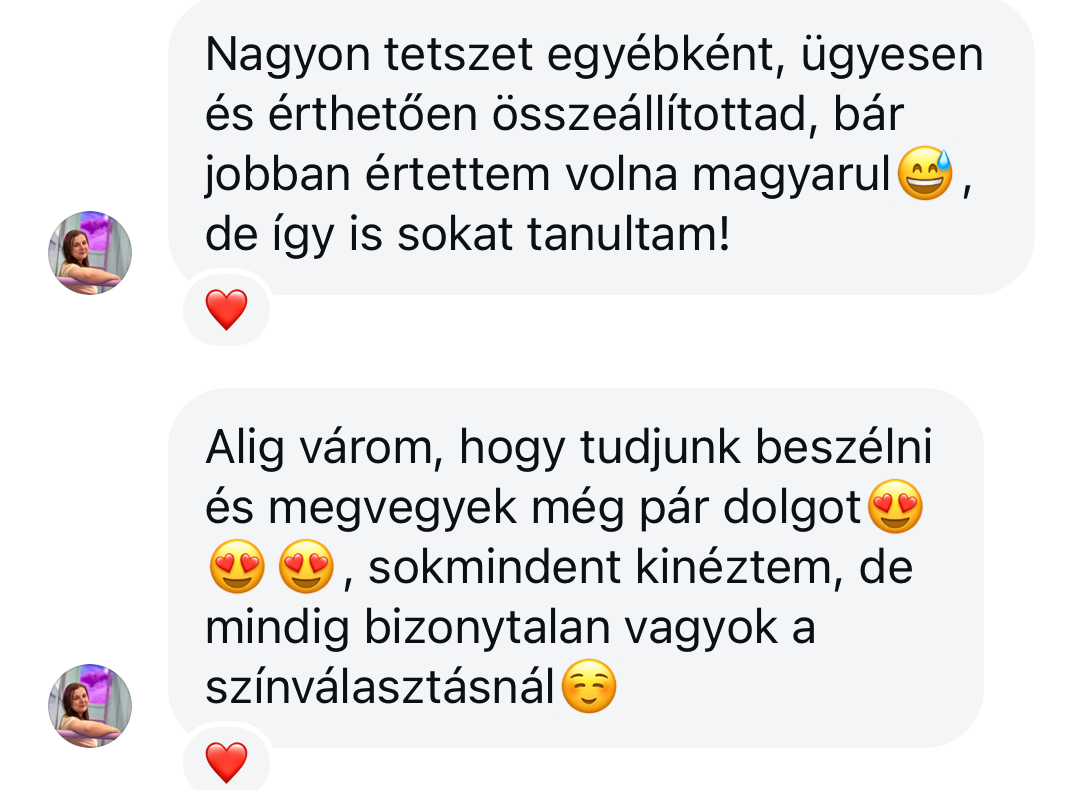 Nagyon tetszet egyébként, ügyesen
és érthetően összeállítottad, bár
jobban értettem volna magyarul😅,
de így is sokat tanultam!
❤️
Alig várom, hogy tudjunk beszélni
és megvegyek még pár dolgot😍
😍😍, sokmindent kinéztem, de
mindig bizonytalan vagyok a
színválasztásnál☺️
❤️